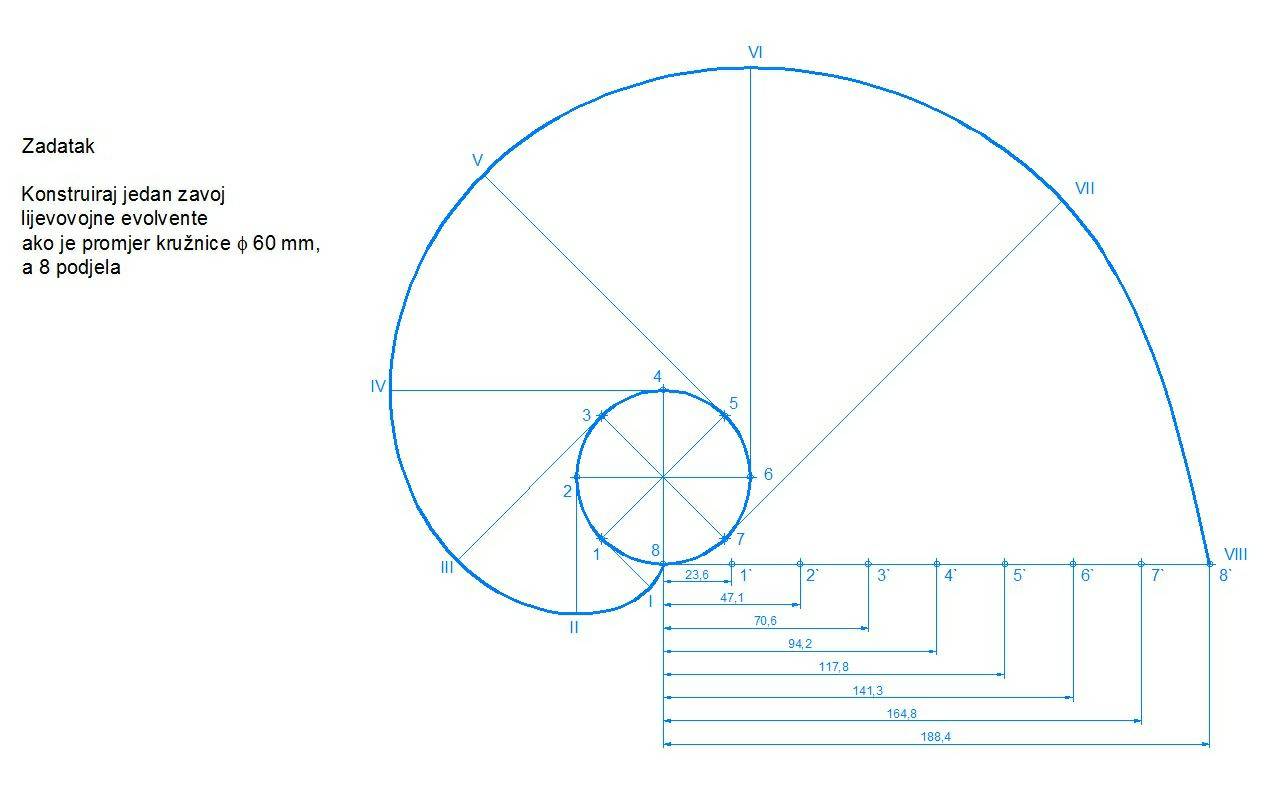 Zadatak
Konstruiraj jedan zavoj
lijevovojne evolvente
ako je promjer kružnice ϕ 60 mm,
a 8 podjela
VI
V
VII
IV
4
5
3
6
2
7
1
8
VIII
III
I
II
1` 2` 3` 4` 5` 6` 7` 8`
23,6
47,1
70,6
94,2
117,8
141,3
164,8
188,4